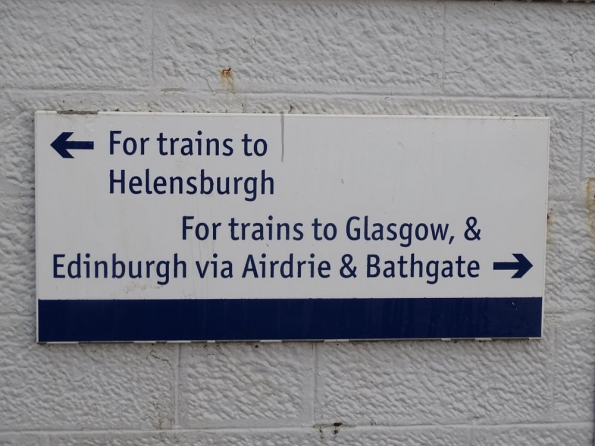 ← For trains to
Helensburgh
For trains to Glasgow, &
Edinburgh via Airdrie & Bathgate →